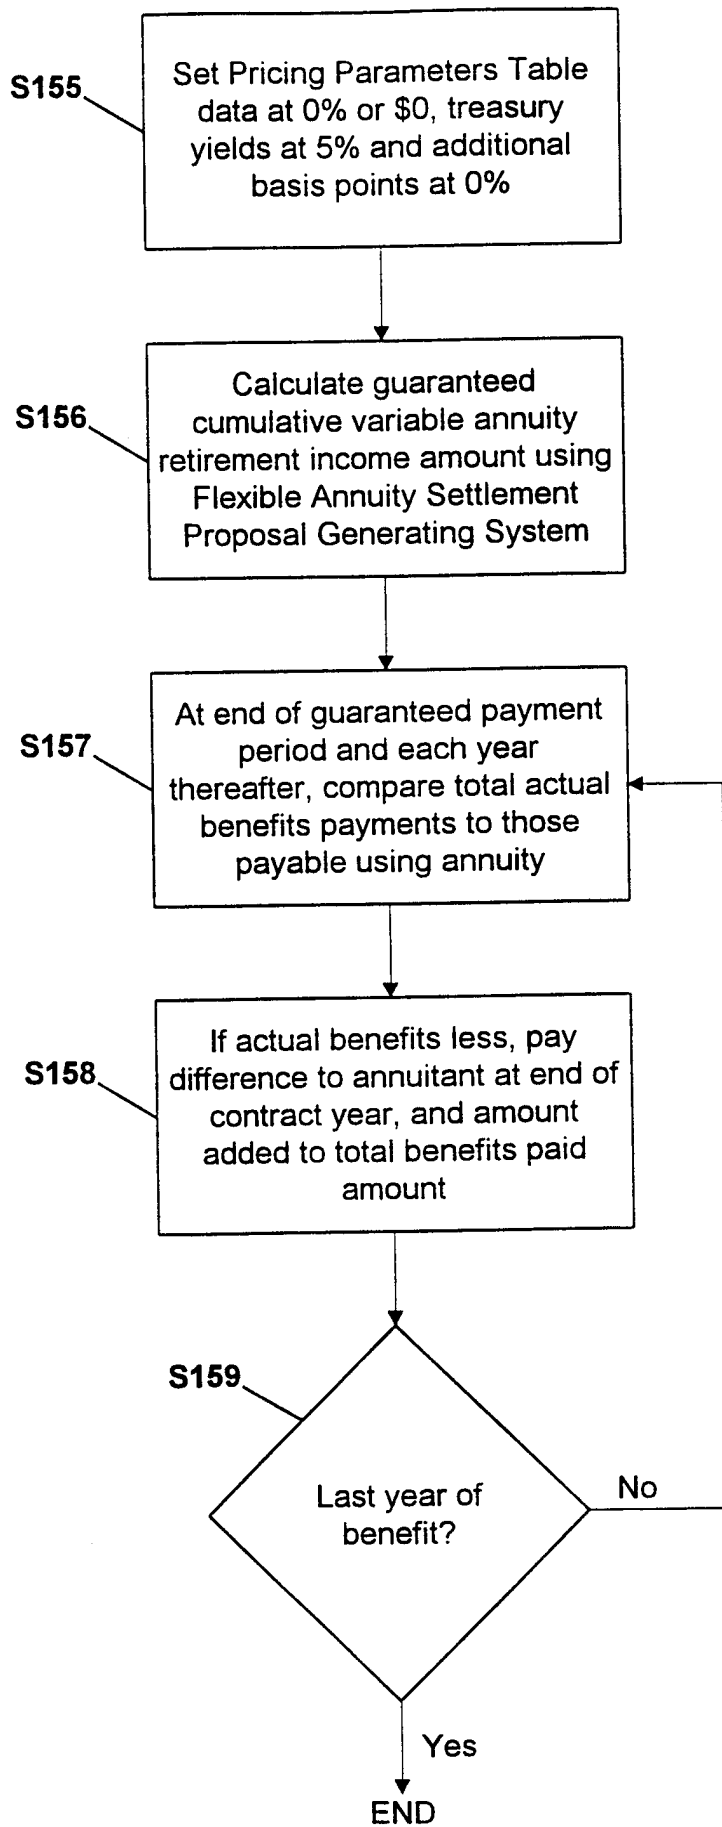 S155
Set Pricing Parameters Table
data at 0% or $0, treasury
yields at 5% and additional
basis points at 0%
S156
Calculate guaranteed
cumulative variable annuity
retirement income amount using
Flexible Annuity Settlement
Proposal Generating System
S157
At end of guaranteed payment
period and each year
thereafter, compare total actual
benefits payments to those
payable using annuity
S158
If actual benefits less, pay
difference to annuitant at end of
contract year, and amount
added to total benefits paid
amount
S159
Last year of
benefit?
No
Yes
END